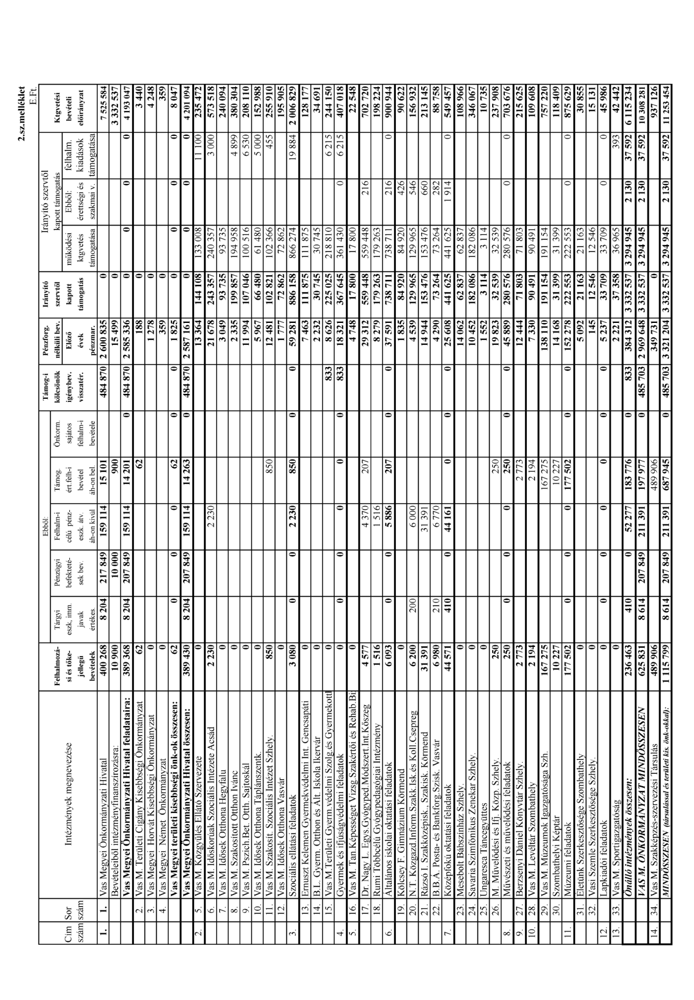 2.sz.melléklet
E.Ft.
Cím szám | Sor szám | Intézmények megnevezése | Felhalmozá-si és tőke-jellegű bevételek | Ebből: Tárgyi eszk, imm. javak értékes. | Pénzügyi befekteté-sek bev. | Felhalm-i célú pénz-eszk. átv. áh-on kívül | Támog. ért.felh-i bevétel áh-on bel. | Önkorm. sajátos felhalm-i bevétele | Támog-i kölcsönök igénybev. visszatér. | Pénzforg. nélküli bev. Előző évek pénzmar. | Irányító szervtől kapott támogatás | Irányító szervtől kapott támogatás működési ktgvetés támogatása | Ebből: érettségi és szakmai v. | felhalm. kiadások támogatása | Ktgvetési bevételi előirányzat
1. | 1. | Vas Megyei Önkormányzati Hivatal | 400 268 | 8 204 | 217 849 | 159 114 | 15 101 | | 484 870 | 2 600 835 | 0 | | | | 7 525 584
Bevételeiből intézményfinanszírozásra: | 10 900 | | 10 000 | | 900 | | | 15 499 | 0 | | | | 3 332 537
Vas Megyei Önkormányzati Hivatal feladataira: | 389 368 | 8 204 | 207 849 | 159 114 | 14 201 | 0 | 484 870 | 2 585 336 | 0 | 0 | 0 | 0 | 4 193 047
2. | Vas M. Területi Cigány Kisebbségi Önkormányzat | 62 | | | | 62 | | | 188 | 0 | | | | 3 440
3. | Vas Megyei Horvát Kisebbségi Önkormányzat | 0 | | | | | | | 1 278 | 0 | | | | 4 248
4. | Vas Megyei Német Önkormányzat | 0 | | | | | | | 359 | 0 | | | | 359
Vas Megyei területi kisebbségi önk-ok összesen: | 62 | 0 | 0 | 0 | 62 | 0 | 0 | 1 825 | 0 | 0 | 0 | 0 | 8 047
Vas Megyei Önkormányzati Hivatal összesen: | 389 430 | 8 204 | 207 849 | 159 114 | 14 263 | 0 | 484 870 | 2 587 161 | 0 | 0 | 0 | 0 | 4 201 094
2. | 5. | Vas M. Közgyűlés Ellátó Szervezete | 0 | | | | | | | 13 364 | 144 108 | 133 008 | | 11 100 | 235 472
6. | Vas M. Időskorúak Szociális Intézete Acsád | 2 230 | | | 2 230 | | | | 21 678 | 243 357 | 240 357 | | 3 000 | 573 518
7. | Vas M. Idősek Otthona Hegyfalu | 0 | | | | | | | 3 049 | 93 735 | 93 735 | | | 240 094
8. | Vas M. Szakosított Otthon Ivánc | 0 | | | | | | | 2 335 | 199 857 | 194 958 | | 4 899 | 380 304
9. | Vas M. Pszich.Bet. Otth. Sajtoskál | 0 | | | | | | | 11 994 | 107 046 | 100 516 | | 6 530 | 208 110
10. | Vas M. Idősek Otthona Táplánszentk. | 0 | | | | | | | 5 967 | 66 480 | 61 480 | | 5 000 | 152 988
11. | Vas M. Szakosít. Szociális Intézet Szhely. | 850 | | | | 850 | | | 12 481 | 102 821 | 102 366 | | 455 | 255 910
12. | Vas M. Idősek Otthona Vasvár | 0 | | | | | | | 1 777 | 72 862 | 72 862 | | | 195 905
3. | Szociális ellátási feladatok | 3 080 | 0 | 0 | 2 230 | 850 | 0 | 0 | 59 281 | 886 158 | 866 274 | | 19 884 | 2 006 829
13. | Ernuszt Kelemen Gyermekvédelmi Int. Gencsapáti | 0 | | | | | | | 7 463 | 111 875 | 111 875 | | | 128 177
14. | B.L. Gyerm. Otthon és Ált. Iskola Ikervár | 0 | | | | | | | 2 232 | 30 745 | 30 745 | | | 34 691
15. | Vas M.Területi Gyerm.védelmi Szolg.és Gyermekotth | 0 | | | | | | 833 | 8 626 | 225 025 | 218 810 | | 6 215 | 244 150
4. | Gyermek és ifjuságvédelmi feladatok | 0 | 0 | 0 | 0 | 0 | 0 | 833 | 18 321 | 367 645 | 361 430 | 0 | 6 215 | 407 018
5. | 16. | Vas M. Tan.Képességet Vizsg.Szakértői és Rehab.Bi | 0 | | | | | | | 4 748 | 17 800 | 17 800 | | | 22 548
17. | Dr. Nagy L. Egys.Gyógyped.Módszert.Int.Kőszeg | 4 577 | | | 4 370 | 207 | | | 29 312 | 559 448 | 559 448 | 216 | | 702 720
18. | Rumi Többcélú Gyógypedagógiai Intézmény | 1 516 | | | 1 516 | | | | 8 279 | 179 263 | 179 263 | | | 198 224
6. | Általános iskolai oktatási feladatok | 6 093 | 0 | 0 | 5 886 | 207 | 0 | 0 | 37 591 | 738 711 | 738 711 | 216 | 0 | 900 944
19. | Kölcsey F. Gimnázium Körmend | 0 | | | | | | | 1 835 | 84 920 | 84 920 | 426 | | 90 622
20. | N.T. Közgazd.Inform.Szakk.Isk.és Koll.Csepreg | 6 200 | 200 | | 6 000 | | | | 4 539 | 129 965 | 129 965 | 546 | | 156 932
21. | Rázsó I. Szakközépisk., Szakisk. Körmend | 31 391 | | | 31 391 | | | | 14 944 | 153 476 | 153 476 | 660 | | 213 145
22. | B.B.A.Posta- és Bankforg.Szisk. Vasvár | 6 980 | 210 | | 6 770 | | | | 4 290 | 73 264 | 73 264 | 282 | | 88 758
7. | Középfokú oktatási feladatok | 44 571 | 410 | 0 | 44 161 | 0 | 0 | 0 | 25 608 | 441 625 | 441 625 | 1 914 | 0 | 549 457
23. | Mesebolt Bábszínház Szhely. | 0 | | | | | | | 14 062 | 62 837 | 62 837 | | | 108 966
24. | Savaria Szimfónikus Zenekar Szhely. | 0 | | | | | | | 10 452 | 182 086 | 182 086 | | | 346 067
25. | Ungaresca Táncegyüttes | 0 | | | | | | | 1 552 | 3 114 | 3 114 | | | 10 735
26. | M. Művelődési és Ifj. Közp. Szhely. | 250 | | | | 250 | | | 19 823 | 32 539 | 32 539 | | | 237 908
8. | Művészeti és művelődési feladatok | 250 | 0 | 0 | 0 | 250 | 0 | 0 | 45 889 | 280 576 | 280 576 | 0 | 0 | 703 676
9. | 27. | Berzsenyi Dániel Könyvtár Szhely. | 2 773 | | | | 2 773 | | | 12 444 | 71 803 | 71 803 | | | 215 625
10. | 28. | Vas M. Levéltár Szombathely | 2 194 | | | | 2 194 | | | 7 330 | 90 491 | 90 491 | | | 109 608
29. | Vas M. Múzeumok Igazgatósága Szh. | 167 275 | | | | 167 275 | | | 138 110 | 191 154 | 191 154 | | | 757 220
30. | Szombathelyi Képtár | 10 227 | | | | 10 227 | | | 14 168 | 31 399 | 31 399 | | | 118 409
11. | Múzeumi feladatok | 177 502 | 0 | 0 | 0 | 177 502 | 0 | 0 | 152 278 | 222 553 | 222 553 | 0 | 0 | 875 629
31. | Életünk Szerkesztősége Szombathely | 0 | | | | | | | 5 092 | 21 163 | 21 163 | | | 30 855
32. | Vasi Szemle Szerkesztősége Szhely. | 0 | | | | | | | 145 | 12 546 | 12 546 | | | 15 131
12. | Lapkiadói feladatok | 0 | 0 | 0 | 0 | 0 | 0 | 0 | 5 237 | 33 709 | 33 709 | 0 | 0 | 45 986
13. | 33. | Vas M. Sportigazgatóság | 0 | | | | | | | 2 221 | 37 358 | 36 965 | | 393 | 42 442
Önálló intézmények összesen: | 236 463 | 410 | 0 | 52 277 | 183 776 | 0 | 833 | 384 312 | 3 332 537 | 3 294 945 | 2 130 | 37 592 | 6 115 234
VAS M. ÖNKORMÁNYZAT MINDÖSSZESEN | 625 831 | 8 614 | 207 849 | 211 391 | 197 977 | 0 | 485 703 | 2 969 648 | 3 332 537 | 3 294 945 | 2 130 | 37 592 | 10 308 281
14. | 34. | Vas M. Szakképzés-szervezési Társulás | 489 906 | | | | 489 906 | | | 349 731 | 0 | | | | 937 126
MINDÖSSZESEN (társulással és területi kis. önk-okkal): | 1 115 799 | 8 614 | 207 849 | 211 391 | 687 945 | 0 | 485 703 | 3 321 204 | 3 332 537 | 3 294 945 | 2 130 | 37 592 | 11 253 454